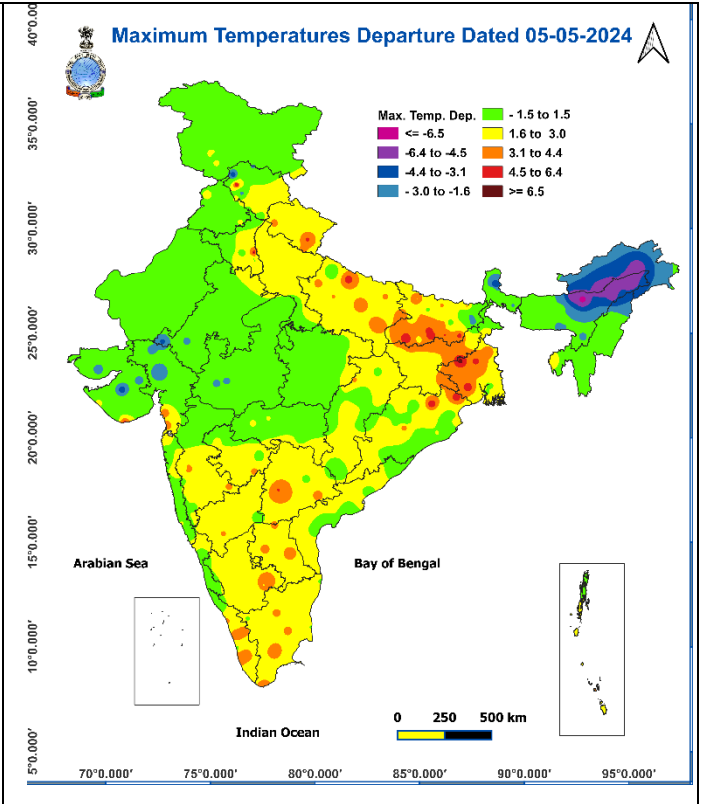 Maximum Temperatures Departure Dated 05-05-2024
Max. Temp. Dep.
<= -6.5
-6.4 to -4.5
-4.4 to -3.1
- 3.0 to -1.6
- 1.5 to 1.5
1.6 to 3.0
3.1 to 4.4
4.5 to 6.4
>= 6.5
40°0.000'
35°0.000'
30°0.000'
25°0.000'
20°0.000'
15°0.000'
10°0.000'
5°0.000'
Arabian Sea
Bay of Bengal
Indian Ocean
0 250 500 km
70°0.000' 75°0.000' 80°0.000' 85°0.000' 90°0.000' 95°0.000'